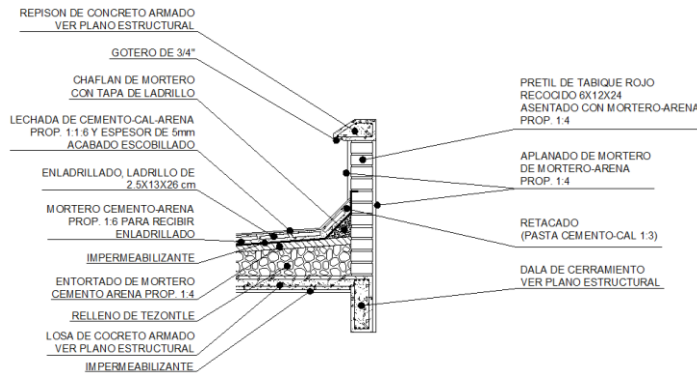 REPISON DE CONCRETO ARMADO
VER PLANO ESTRUCTURAL
GOTERO DE 3/4"
CHAFLAN DE MORTERO
CON TAPA DE LADRILLO
LECHADA DE CEMENTO-CAL-ARENA
PROP. 1:1:6 Y ESPESOR DE 5mm
ACABADO ESCOBILLADO
ENLADRILLADO, LADRILLO DE
2.5X13X26 cm
MORTERO CEMENTO-ARENA
PROP. 1:6 PARA RECIBIR
ENLADRILLADO
IMPERMEABILIZANTE
ENTORTADO DE MORTERO
CEMENTO ARENA PROP. 1:4
RELLENO DE TEZONTLE
LOSA DE COCRETO ARMADO
VER PLANO ESTRUCTURAL
IMPERMEABILIZANTE
PRETIL DE TABIQUE ROJO
RECOCIDO 6X12X24
ASENTADO CON MORTERO-ARENA
PROP. 1:4
APLANADO DE MORTERO
DE MORTERO-ARENA
PROP. 1:4
RETACADO
(PASTA CEMENTO-CAL 1:3)
DALA DE CERRAMIENTO
VER PLANO ESTRUCTURAL